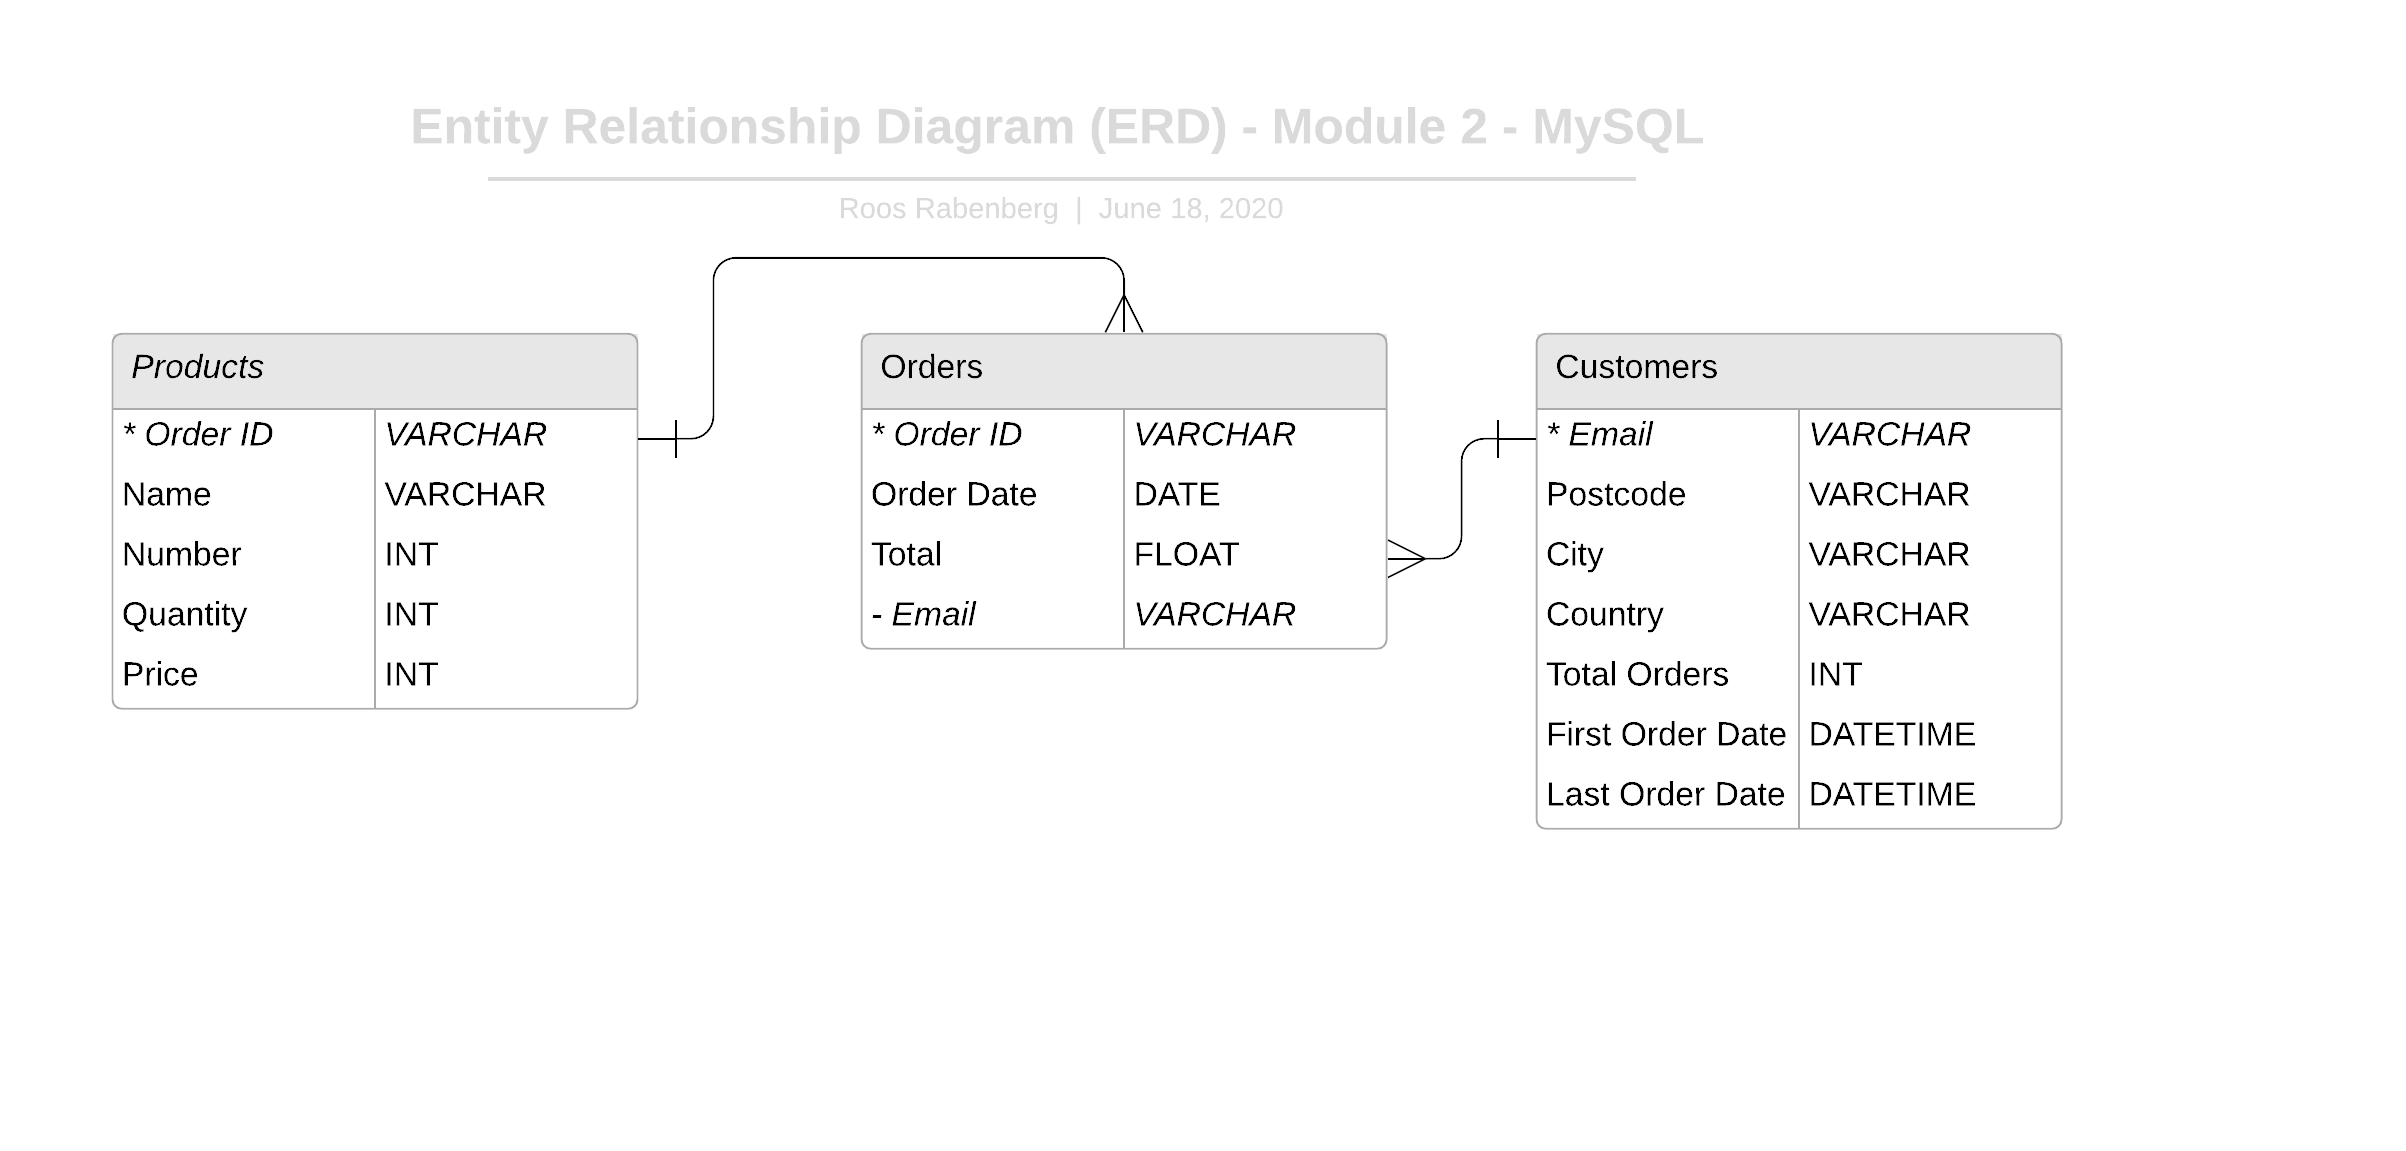 Entity Relationship Diagram (ERD) - Module 2 - MySQL
Roos Rabenberg | June 18, 2020
Products
* Order ID VARCHAR
Name VARCHAR
Number INT
Quantity INT
Price INT
Orders
* Order ID VARCHAR
Order Date DATE
Total FLOAT
- Email VARCHAR
Customers
* Email VARCHAR
Postcode VARCHAR
City VARCHAR
Country VARCHAR
Total Orders INT
First Order Date DATETIME
Last Order Date DATETIME